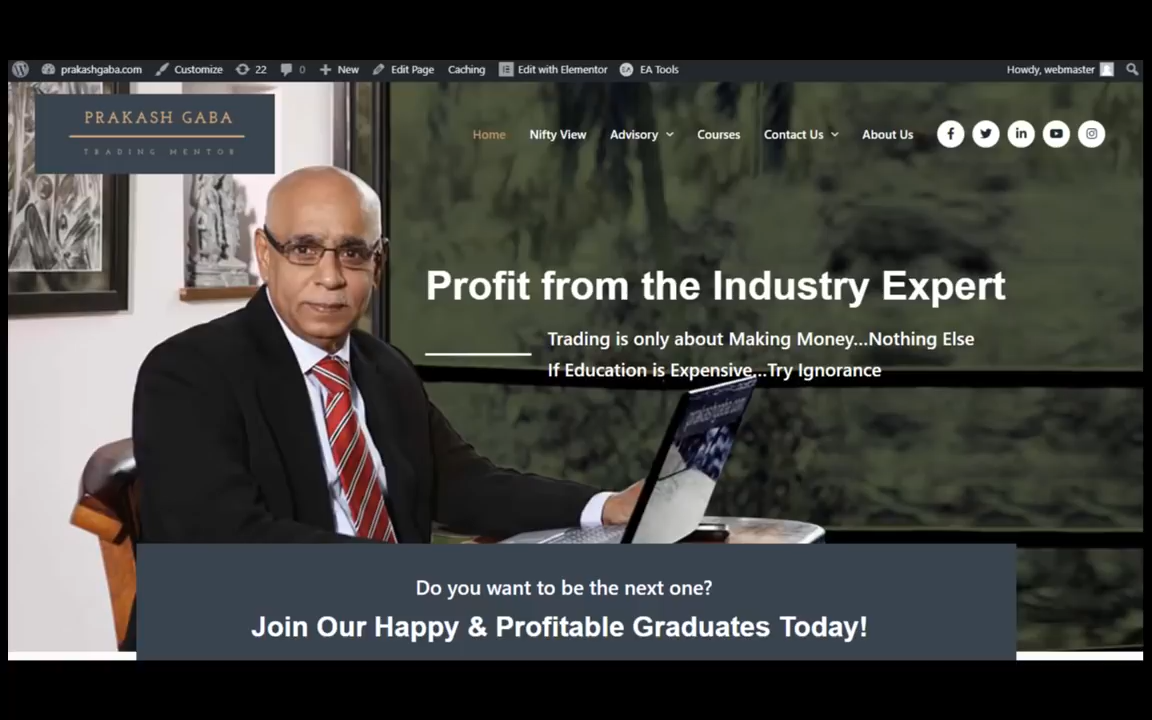 prakashgaba.com Customize 22 0 New Edit Page Caching Edit with Elementor EA Tools Howdy, webmaster
PRAKASH GABA
TRADING MENTOR
Home Nifty View Advisory Courses Contact Us About Us
Profit from the Industry Expert
Trading is only about Making Money...Nothing Else
If Education is Expensive...Try Ignorance
Do you want to be the next one?
Join Our Happy & Profitable Graduates Today!